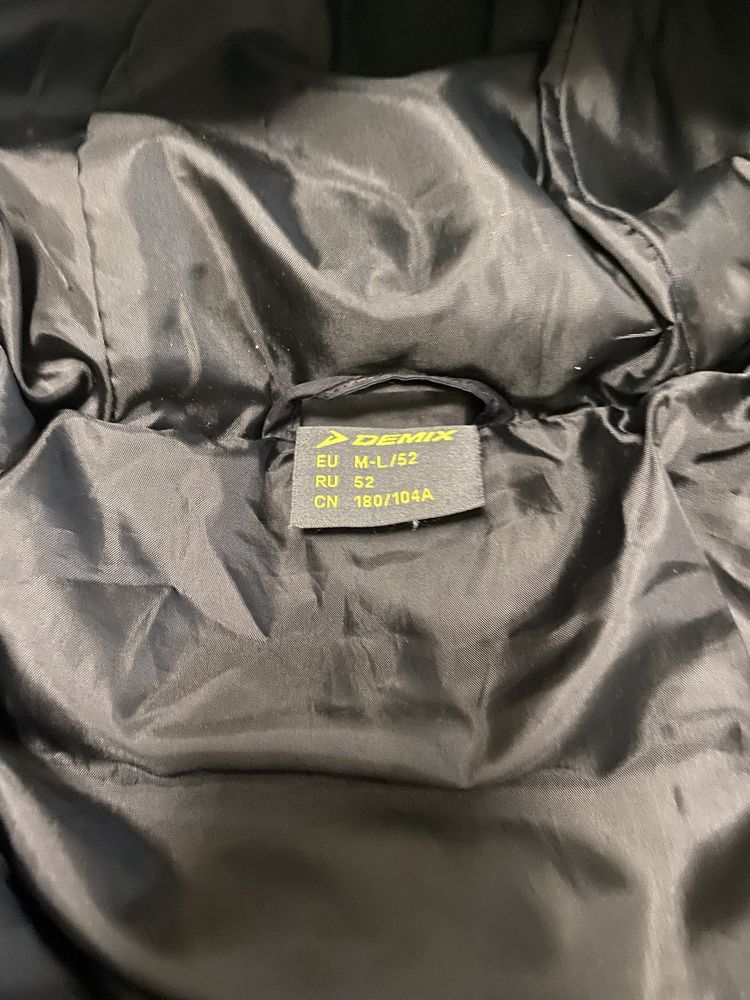 DEMIX
EU M-L/52
RU 52
CN 180/104A